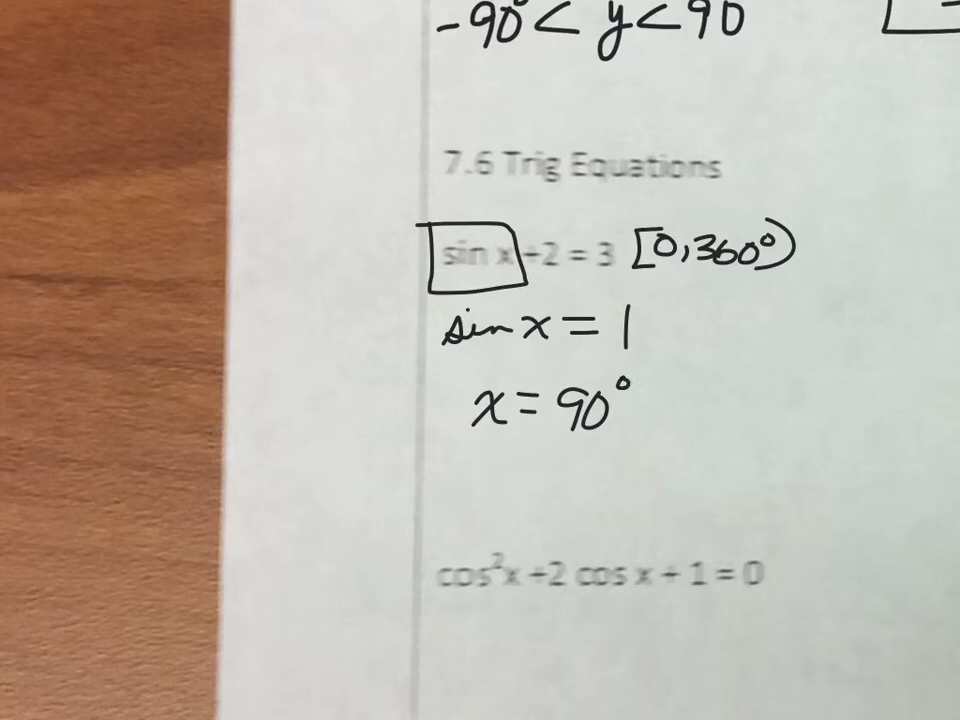 -90° < y < 90
7.6 Trig Equations
sin x +2 = 3 [0,360°)
sin x = 1
x = 90°
cos²x +2 cos x + 1 = 0